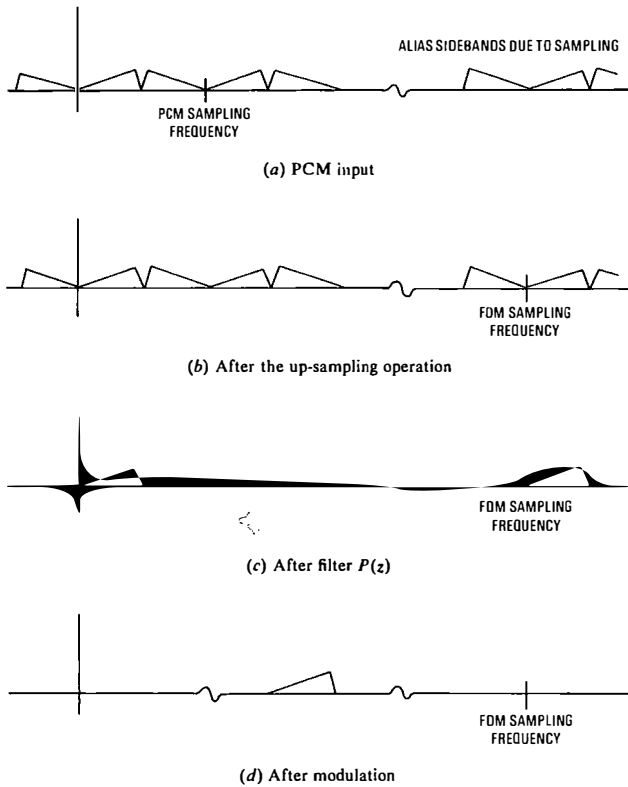 ALIAS SIDEBANDS DUE TO SAMPLING
PCM SAMPLING
FREQUENCY
(a) PCM input
FDM SAMPLING
FREQUENCY
(b) After the up-sampling operation
FDM SAMPLING
FREQUENCY
(c) After filter P(z)
FDM SAMPLING
FREQUENCY
(d) After modulation